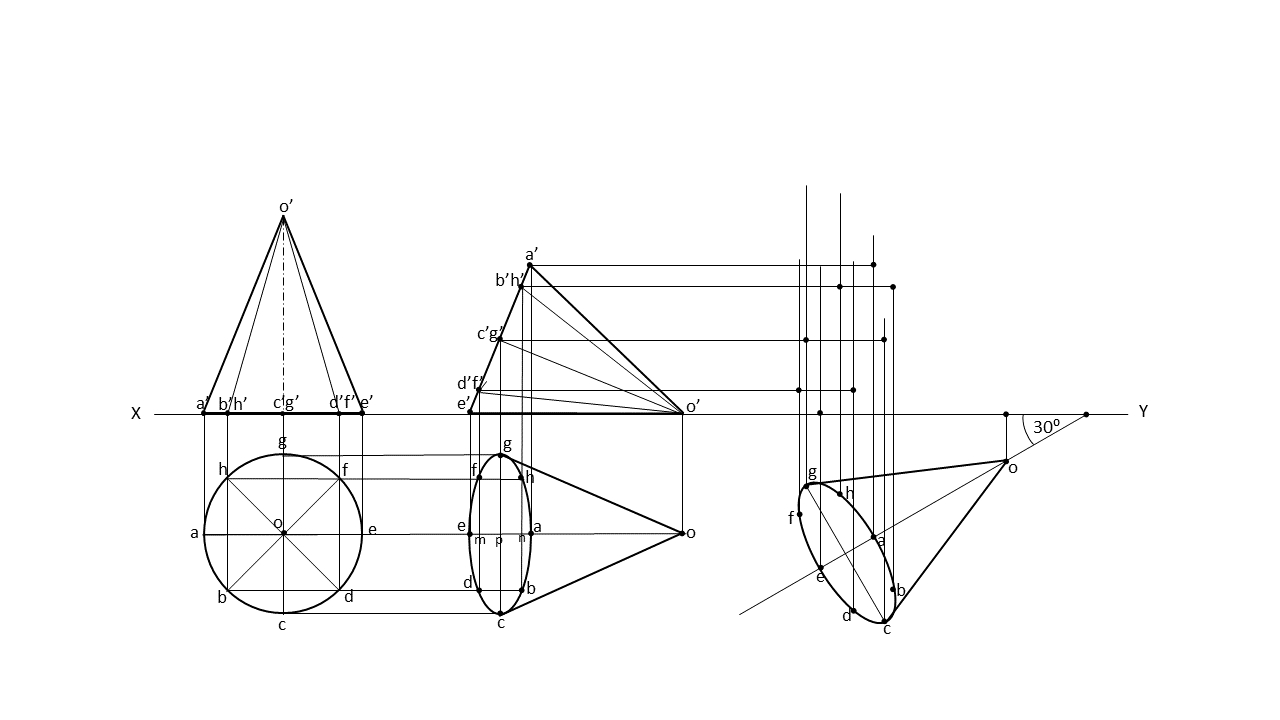 o’
a’
b’h’
c’g’
d’f’
e’
o’
X
a’ b’h’ c’g’ d’f’ e’
Y
30º
g
h
f
a
o
e
b
d
c
g
f
h
e
m
p
n
a
o
d
b
c
o
g
h
f
a
e
b
d
c